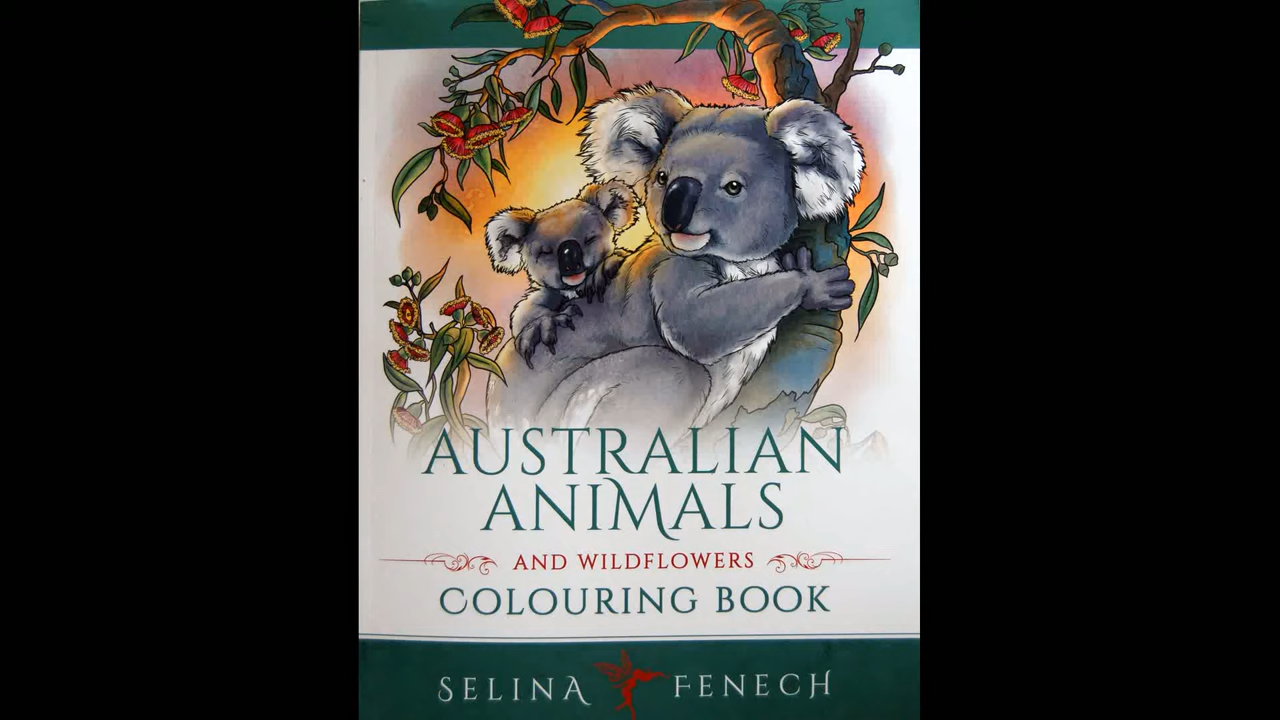 AUSTRALIAN
ANIMALS
AND WILDFLOWERS
COLOURING BOOK
SELINA FENECH